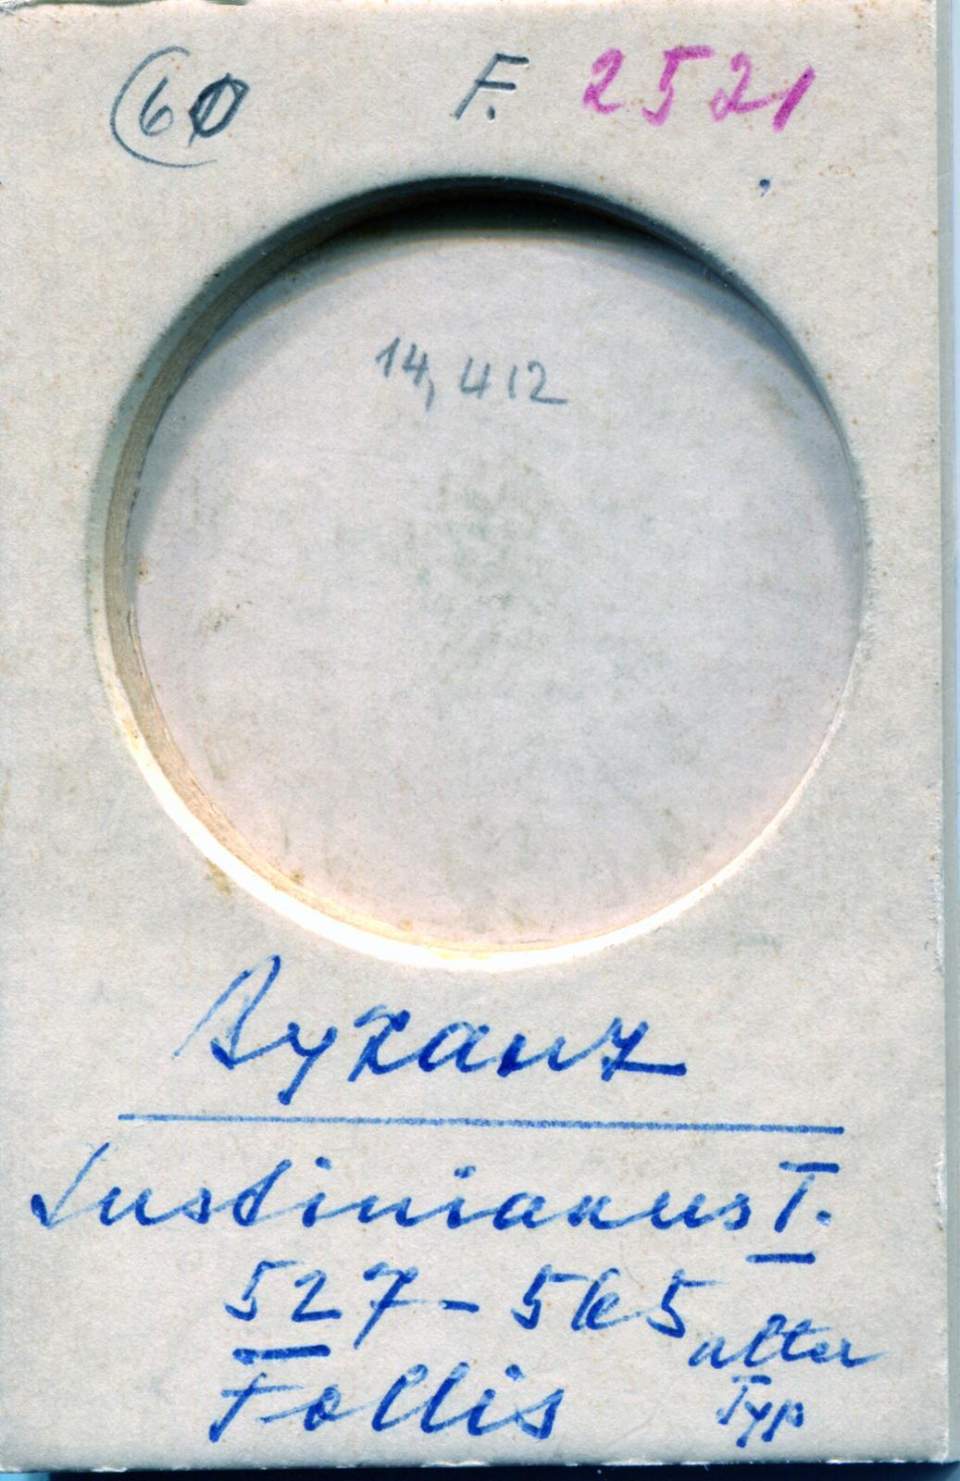 60 F. 2521
14,412
Byzanz
Justinianus I.
527-565
alter
Follis Typ